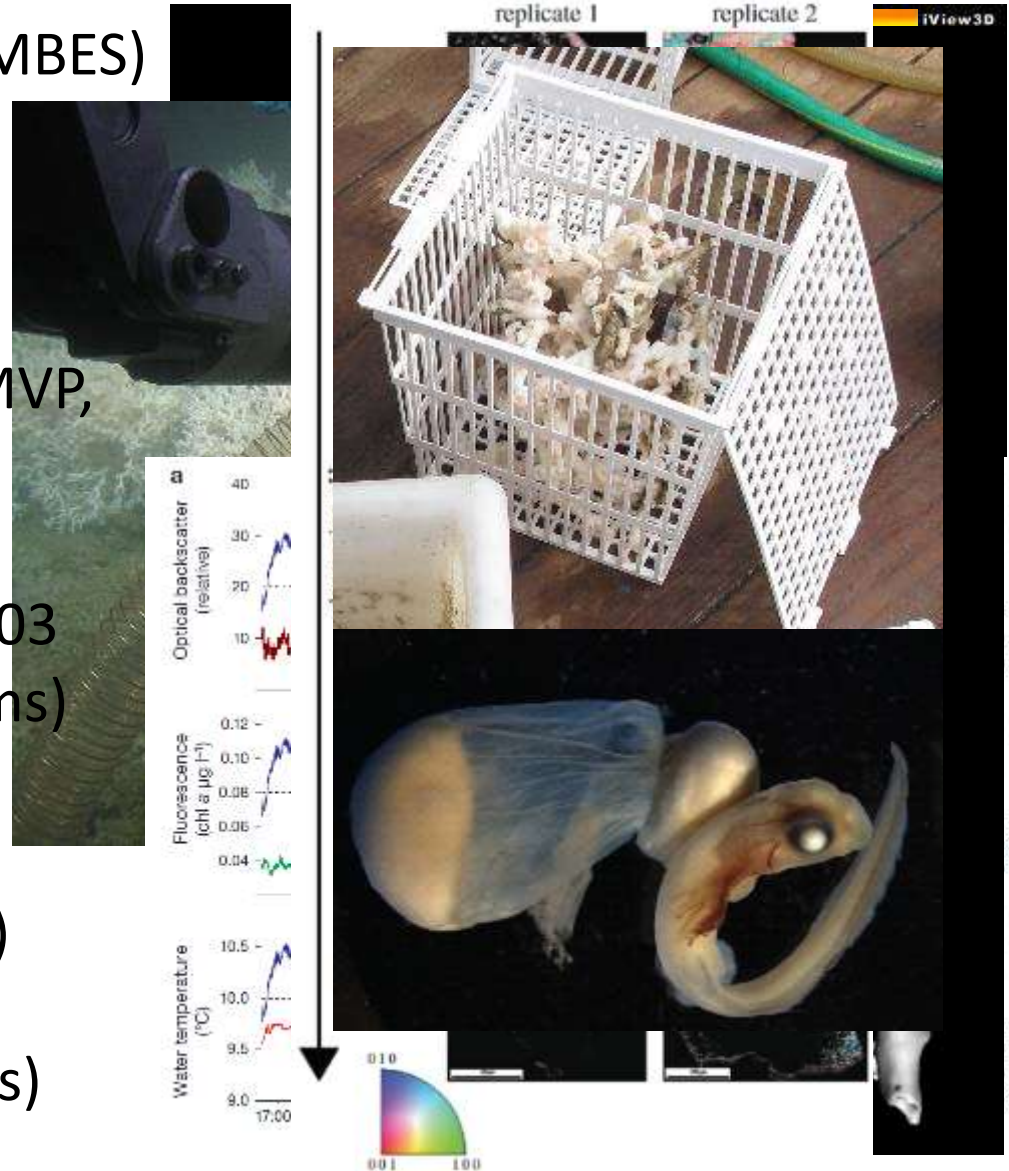 MBES)
MVP,
03
ms)
)
s)
a
Optical backscatter
(relative)
40
30
20
10
Fluorescence
(chl a µg l-1)
0.12
0.10
0.08
0.06
0.04
Water temperature
(°C)
10.5
10.0
9.5
9.0
17:00
replicate 1
replicate 2
iView3D
010
001
100